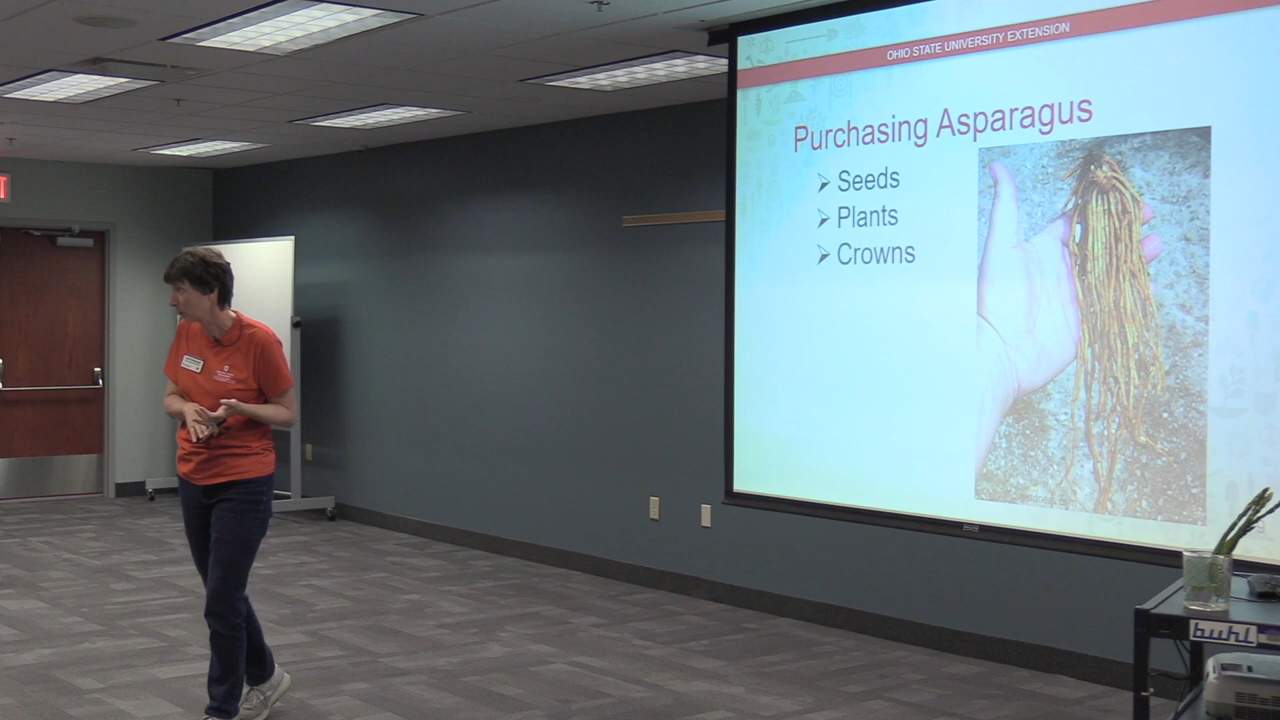 OHIO STATE UNIVERSITY EXTENSION
Purchasing Asparagus
Seeds
Plants
Crowns
buhl